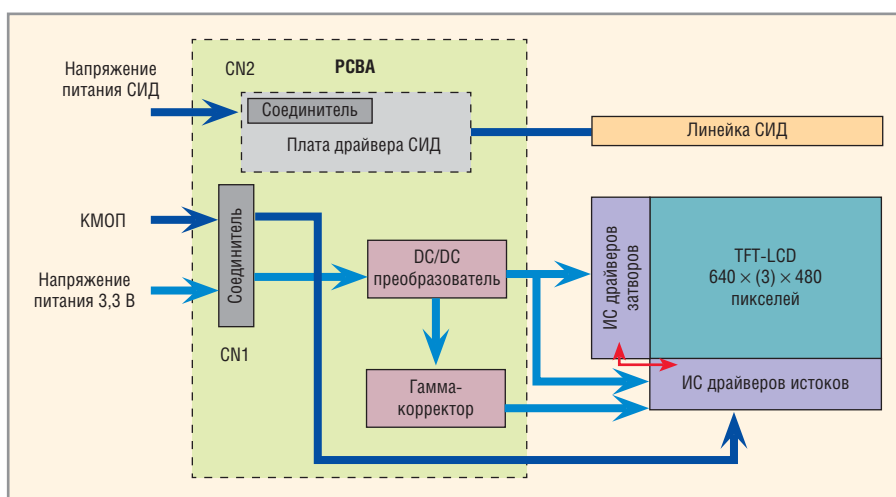 Напряжение
питания СИД
CN2
PCBA
Соединитель
Плата драйвера СИД
Линейка СИД
КМОП
Напряжение
питания 3,3 В
Соединитель
CN1
DC/DC
преобразователь
Гамма-
корректор
ИС драйверов
затворов
TFT-LCD
640 × (3) × 480
пикселей
ИС драйверов истоков